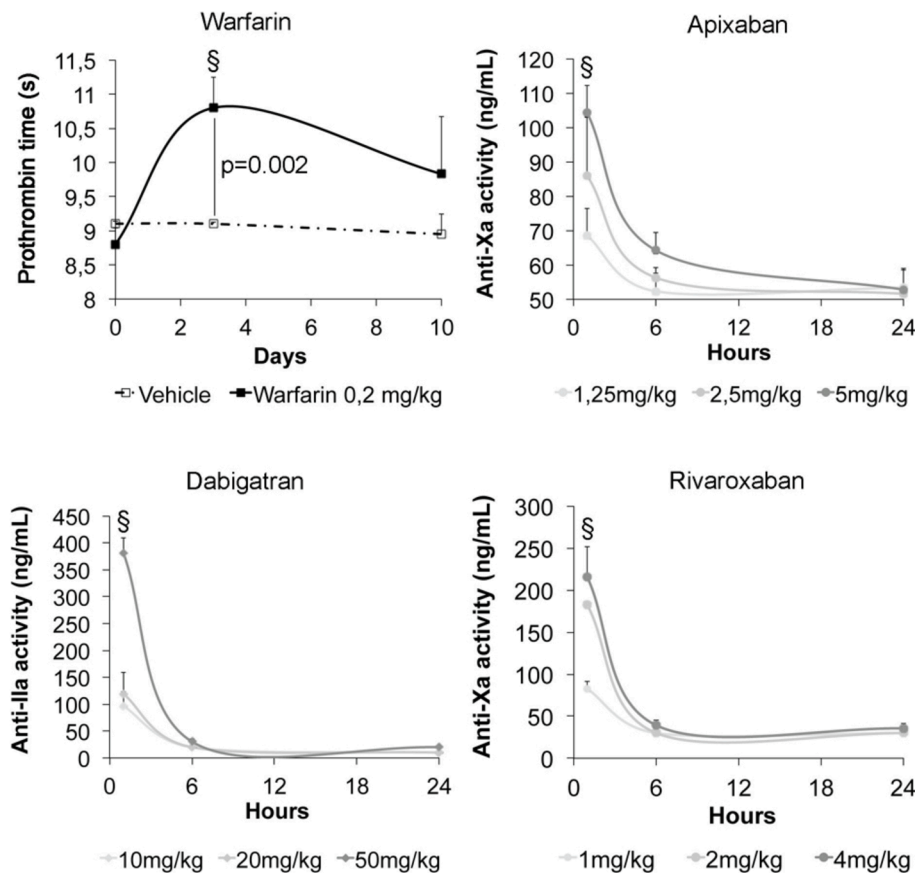 Warfarin
Prothrombin time (s)
11,5
11
10,5
10
9,5
9
8,5
8
§
p=0.002
0 2 4 6 8 10
Days
Vehicle Warfarin 0,2 mg/kg
Apixaban
Anti-Xa activity (ng/mL)
120
110
100
90
80
70
60
50
§
0 6 12 18 24
Hours
1,25mg/kg 2,5mg/kg 5mg/kg
Dabigatran
Anti-IIa activity (ng/mL)
450
400
350
300
250
200
150
100
50
0
§
0 6 12 18 24
Hours
10mg/kg 20mg/kg 50mg/kg
Rivaroxaban
Anti-Xa activity (ng/mL)
300
250
200
150
100
50
0
§
0 6 12 18 24
Hours
1mg/kg 2mg/kg 4mg/kg